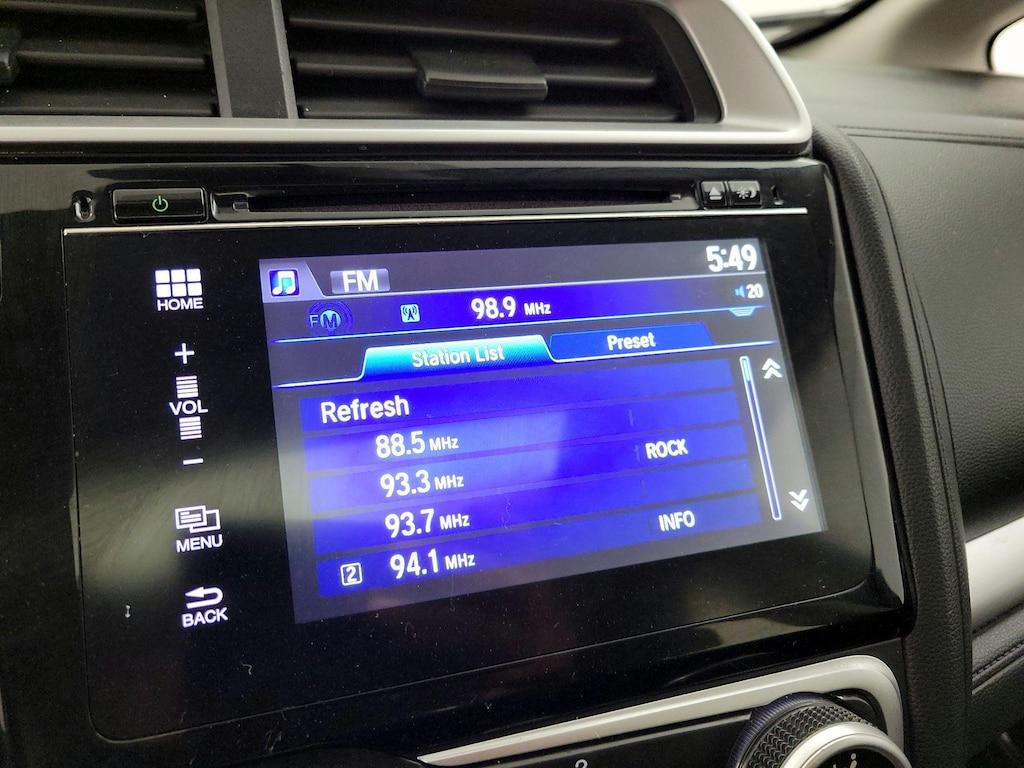 5:49
FM
20
FM
98.9 MHz
Station List
Preset
Refresh
88.5 MHz
93.3 MHz ROCK
93.7 MHz
2 94.1 MHz INFO
HOME
+
VOL
–
MENU
BACK